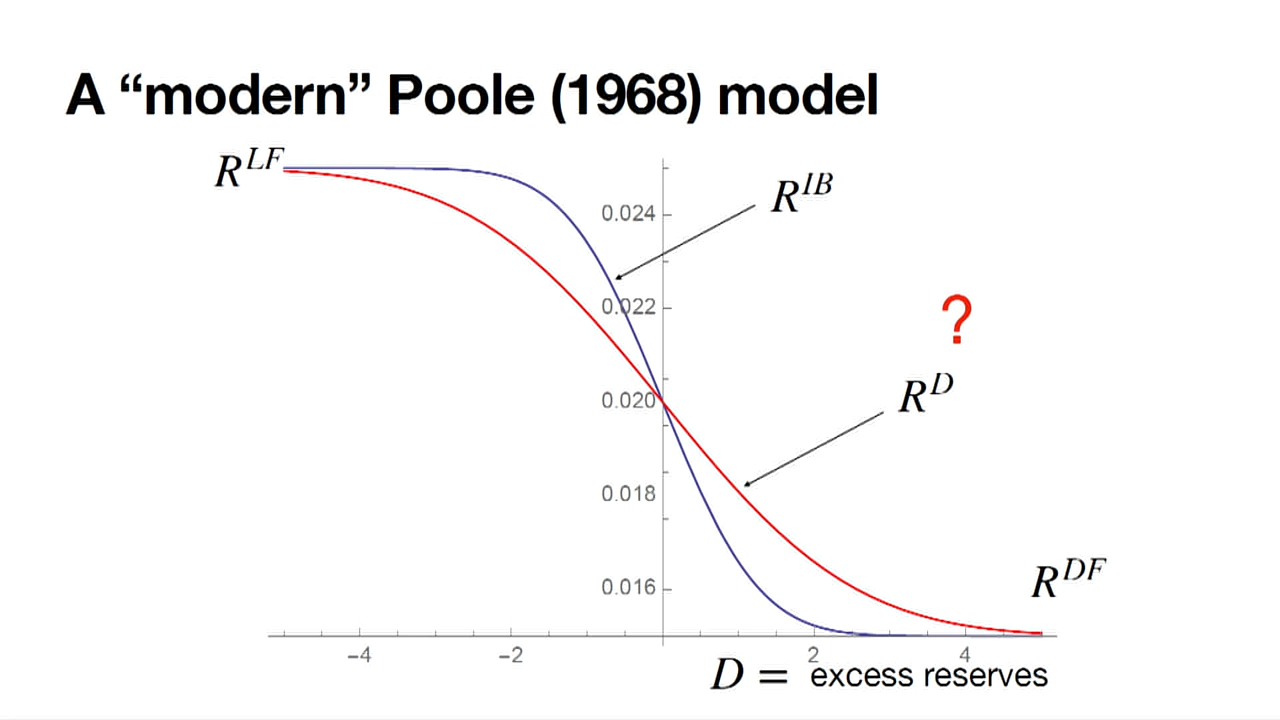 A “modern” Poole (1968) model
R^{LF}
R^{IB}
0.024
0.022
?
R^{D}
0.020
0.018
R^{DF}
0.016
−4 −2 2 4
D = excess reserves